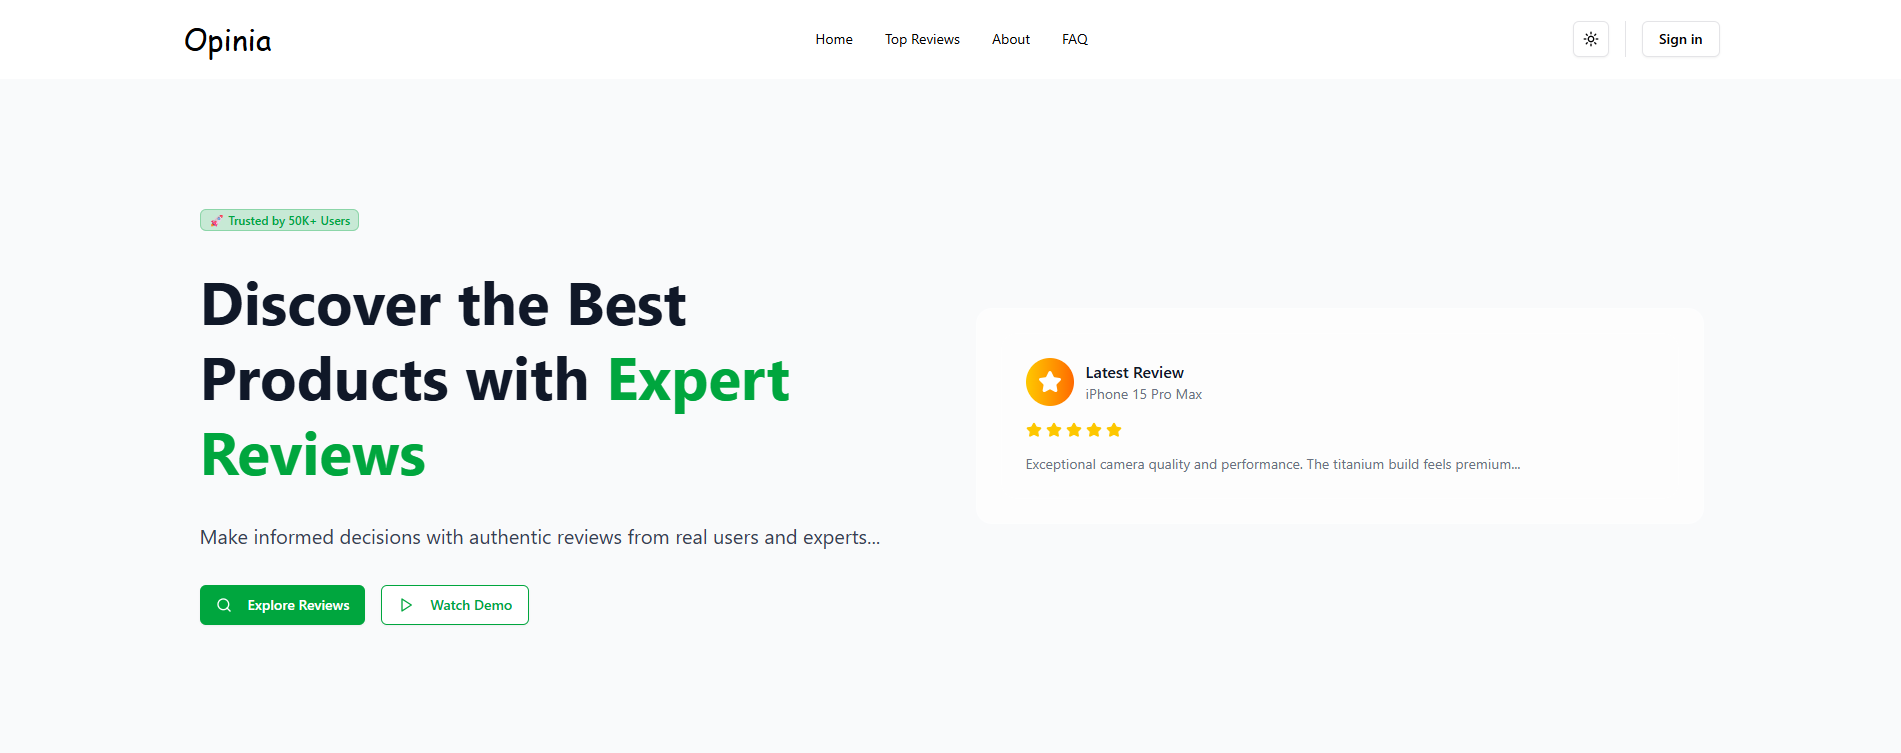 Opinia
Home
Top Reviews
About
FAQ
Sign in
🚀 Trusted by 50K+ Users
Discover the Best
Products with Expert
Reviews
Make informed decisions with authentic reviews from real users and experts...
Explore Reviews
Watch Demo
Latest Review
iPhone 15 Pro Max
Exceptional camera quality and performance. The titanium build feels premium...